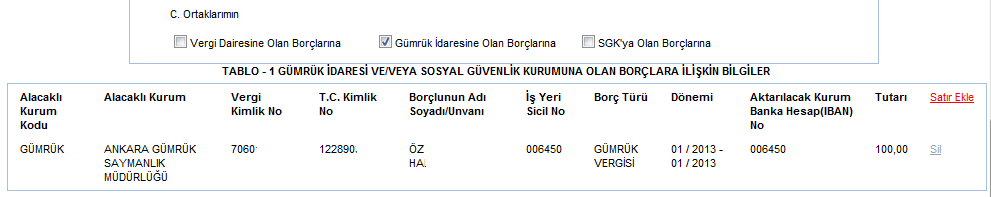 C. Ortaklarımın
Vergi Dairesine Olan Borçlarına Gümrük İdaresine Olan Borçlarına SGK'ya Olan Borçlarına
TABLO - 1 GÜMRÜK İDARESİ VE/VEYA SOSYAL GÜVENLİK KURUMUNA OLAN BORÇLARA İLİŞKİN BİLGİLER
Alacaklı Kurum Kodu Alacaklı Kurum Vergi Kimlik No T.C. Kimlik No Borçlunun Adı Soyadı/Unvanı İş Yeri Sicil No Borç Türü Dönemi Aktarılacak Kurum Banka Hesap(IBAN) No Tutarı Satır Ekle
GÜMRÜK ANKARA GÜMRÜK SAYMANLIK MÜDÜRLÜĞÜ 7060 122890. ÖZ HA. 006450 GÜMRÜK VERGİSİ 01 / 2013 - 01 / 2013 006450 100,00 Sil